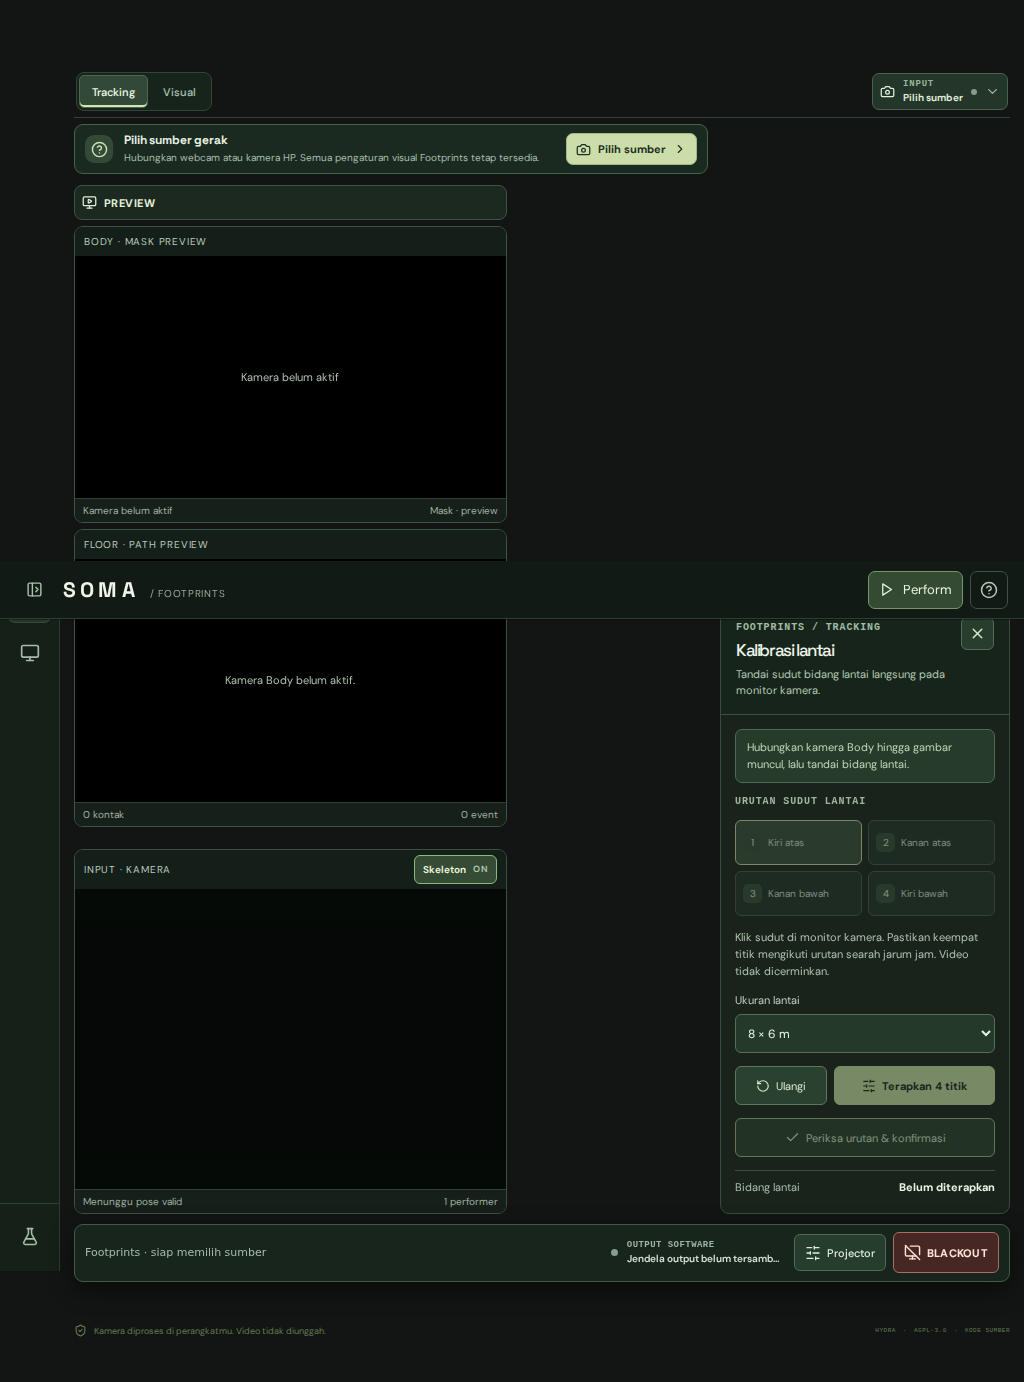 Tracking
Visual
INPUT
Pilih sumber
Pilih sumber gerak
Hubungkan webcam atau kamera HP. Semua pengaturan visual Footprints tetap tersedia.
Pilih sumber
PREVIEW
BODY · MASK PREVIEW
Kamera belum aktif
Kamera belum aktif
Mask · preview
FLOOR · PATH PREVIEW
SOMA
/ FOOTPRINTS
Perform
Kamera Body belum aktif.
0 kontak
0 event
INPUT · KAMERA
Skeleton ON
Menunggu pose valid
1 performer
FOOTPRINTS / TRACKING
Kalibrasi lantai
Tandai sudut bidang lantai langsung pada
monitor kamera.
Hubungkan kamera Body hingga gambar
muncul, lalu tandai bidang lantai.
URUTAN SUDUT LANTAI
1 Kiri atas
2 Kanan atas
3 Kanan bawah
4 Kiri bawah
Klik sudut di monitor kamera. Pastikan keempat
titik mengikuti urutan searah jarum jam. Video
tidak dicerminkan.
Ukuran lantai
8 × 6 m
Ulangi
Terapkan 4 titik
Periksa urutan & konfirmasi
Bidang lantai
Belum diterapkan
Footprints · siap memilih sumber
OUTPUT SOFTWARE
Jendela output belum tersamb...
Projector
BLACKOUT
Kamera diproses di perangkatmu. Video tidak diunggah.
HYDRA · AGPL-3.0 · KODE SUMBER